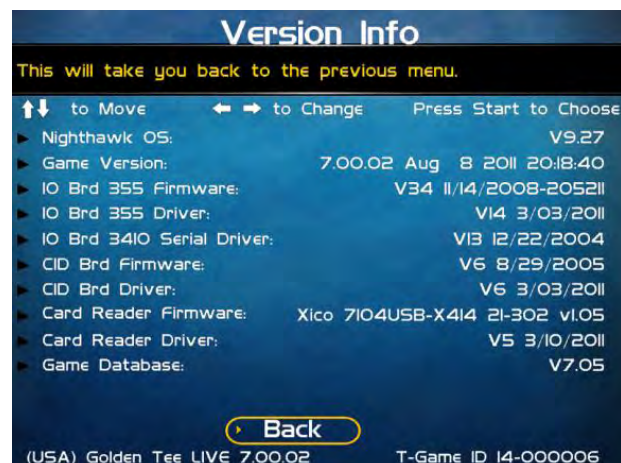 Version Info
This will take you back to the previous menu.
to Move to Change Press Start to Choose
Nighthawk OS: V9.27
Game Version: 7.00.02 Aug 8 2011 20:18:40
IO Brd 355 Firmware: V34 11/14/2008-205211
IO Brd 355 Driver: V14 3/03/2011
IO Brd 3410 Serial Driver: V13 12/22/2004
CID Brd Firmware: V6 8/29/2005
CID Brd Driver: V6 3/03/2011
Card Reader Firmware: Xico 7104USB-X414 21-302 v1.05
Card Reader Driver: V5 3/10/2011
Game Database: V7.05
Back
(USA) Golden Tee LIVE 7.00.02 T-Game ID 14-000006